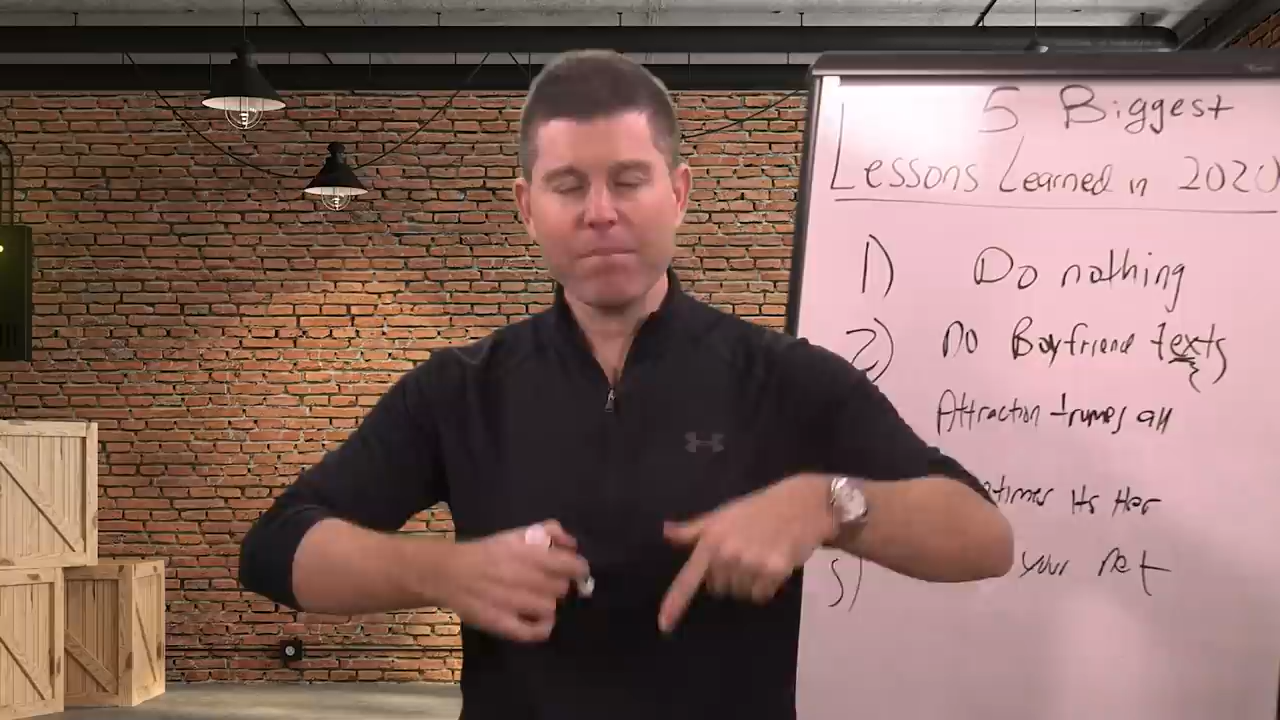 5 Biggest
Lessons Learned in 2020
1) Do nothing
2) No Boyfriend texts
Attraction trumps all
its Her
5) your net